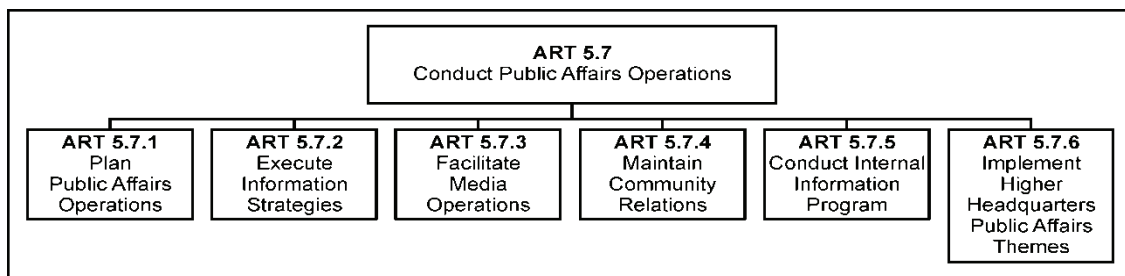 ART 5.7
Conduct Public Affairs Operations
ART 5.7.1
Plan
Public Affairs
Operations
ART 5.7.2
Execute
Information
Strategies
ART 5.7.3
Facilitate
Media
Operations
ART 5.7.4
Maintain
Community
Relations
ART 5.7.5
Conduct Internal
Information
Program
ART 5.7.6
Implement
Higher
Headquarters
Public Affairs
Themes